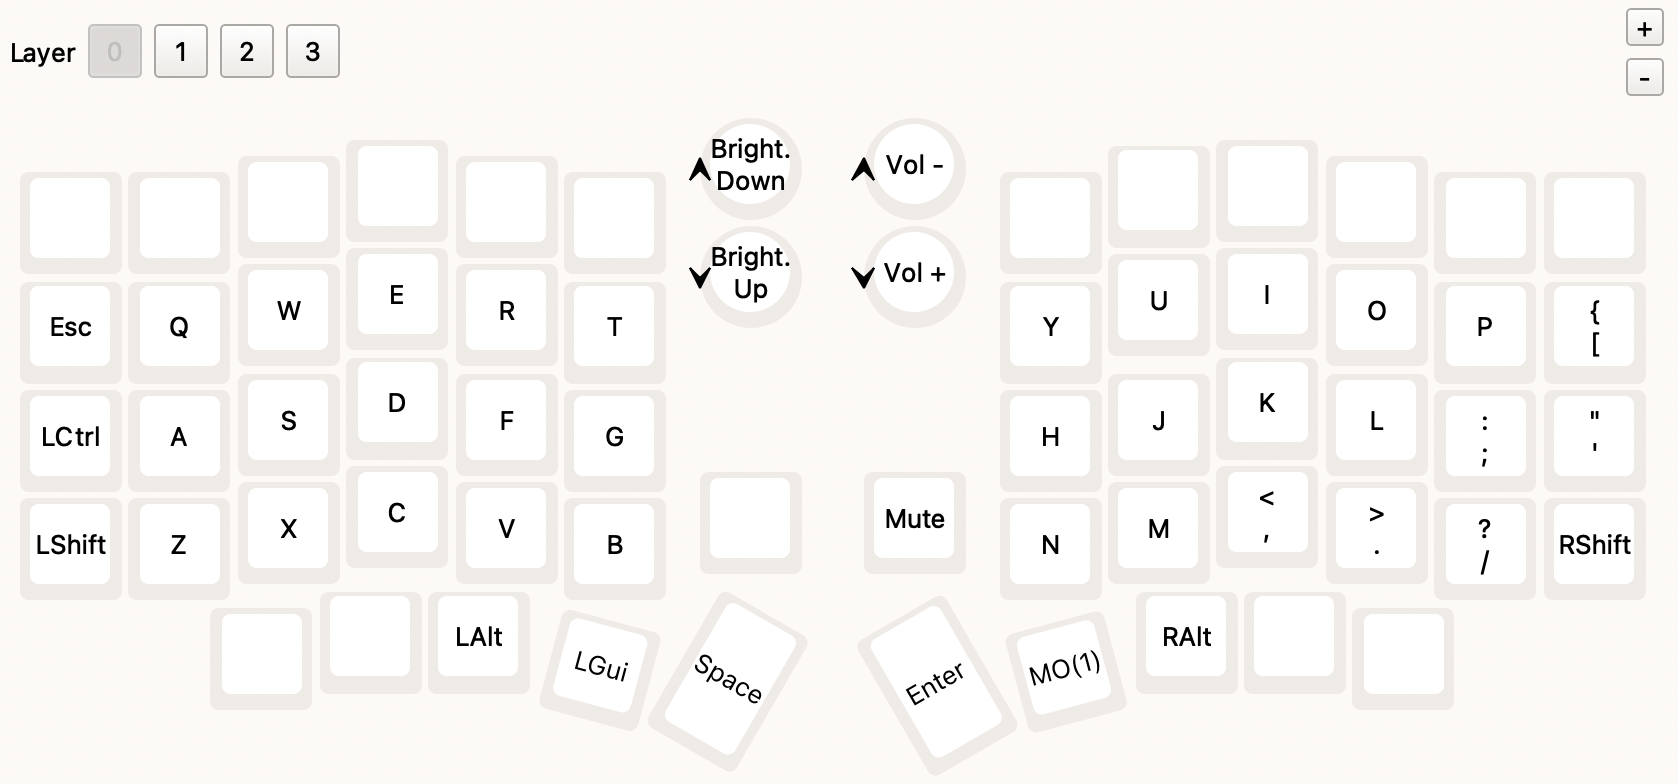 Layer 0 1 2 3
+
-
Bright.
Down
Vol -
Bright.
Up
Vol +
Esc Q W E R T
Y U I O P {
[
LCtrl A S D F G
H J K L :
;
"
'
LShift Z X C V B
Mute
N M <
,
>
.
?
/
RShift
LAlt LGui Space
Enter MO(1) RAlt